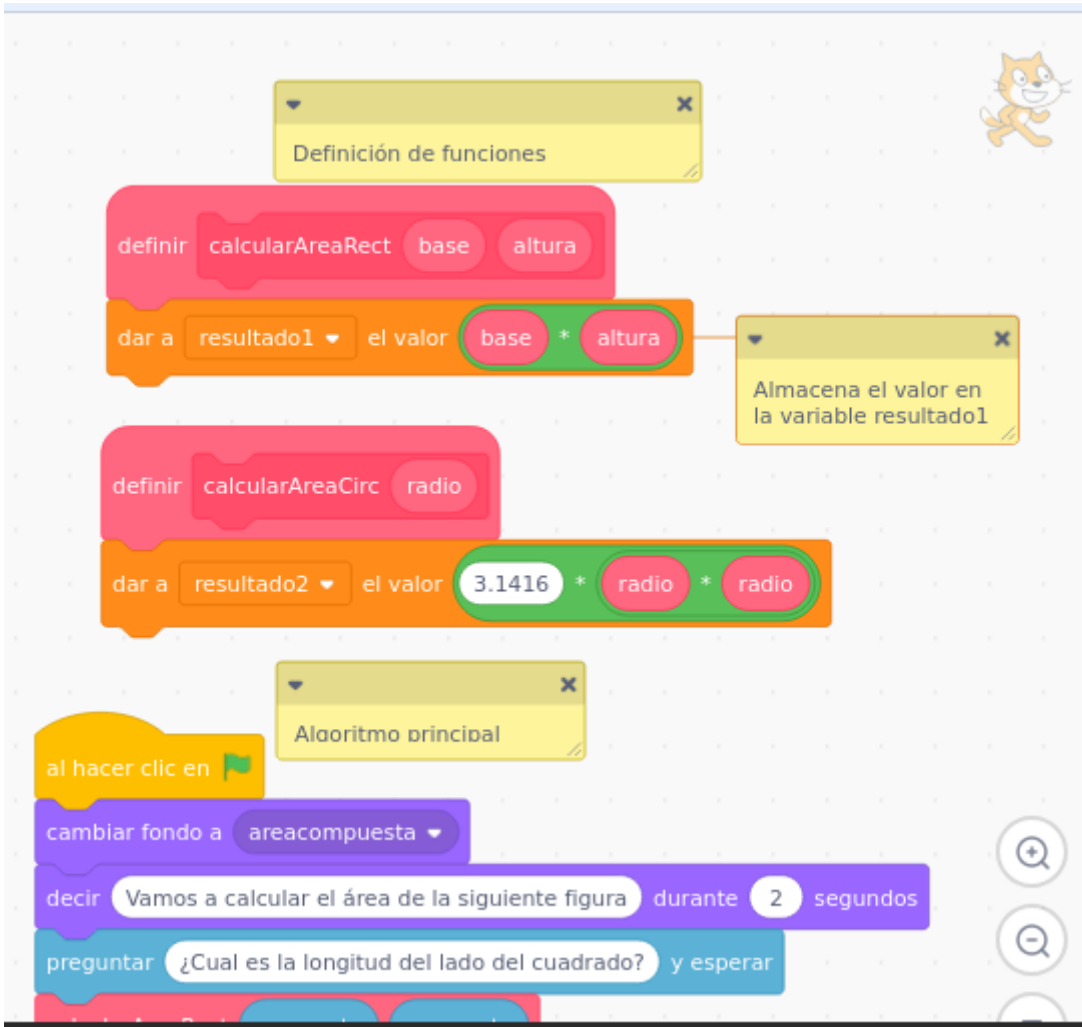 Definición de funciones
definir calcularAreaRect base altura
dar a resultado1 el valor base * altura
Almacena el valor en
la variable resultado1
definir calcularAreaCirc radio
dar a resultado2 el valor 3.1416 * radio * radio
Algoritmo principal
al hacer clic en
cambiar fondo a areacompuesta
decir Vamos a calcular el área de la siguiente figura durante 2 segundos
preguntar ¿Cual es la longitud del lado del cuadrado? y esperar